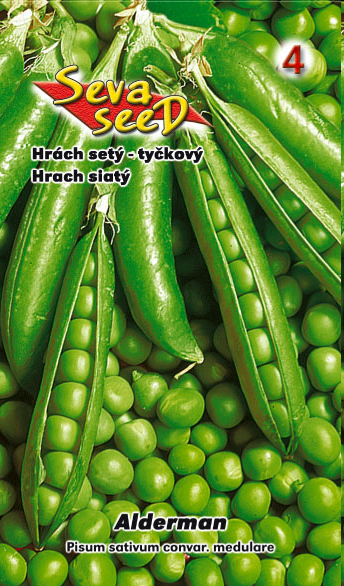 4
Seva
seed
Hrách setý - tyčkový
Hrach siatý
Alderman
Pisum sativum convar. medulare